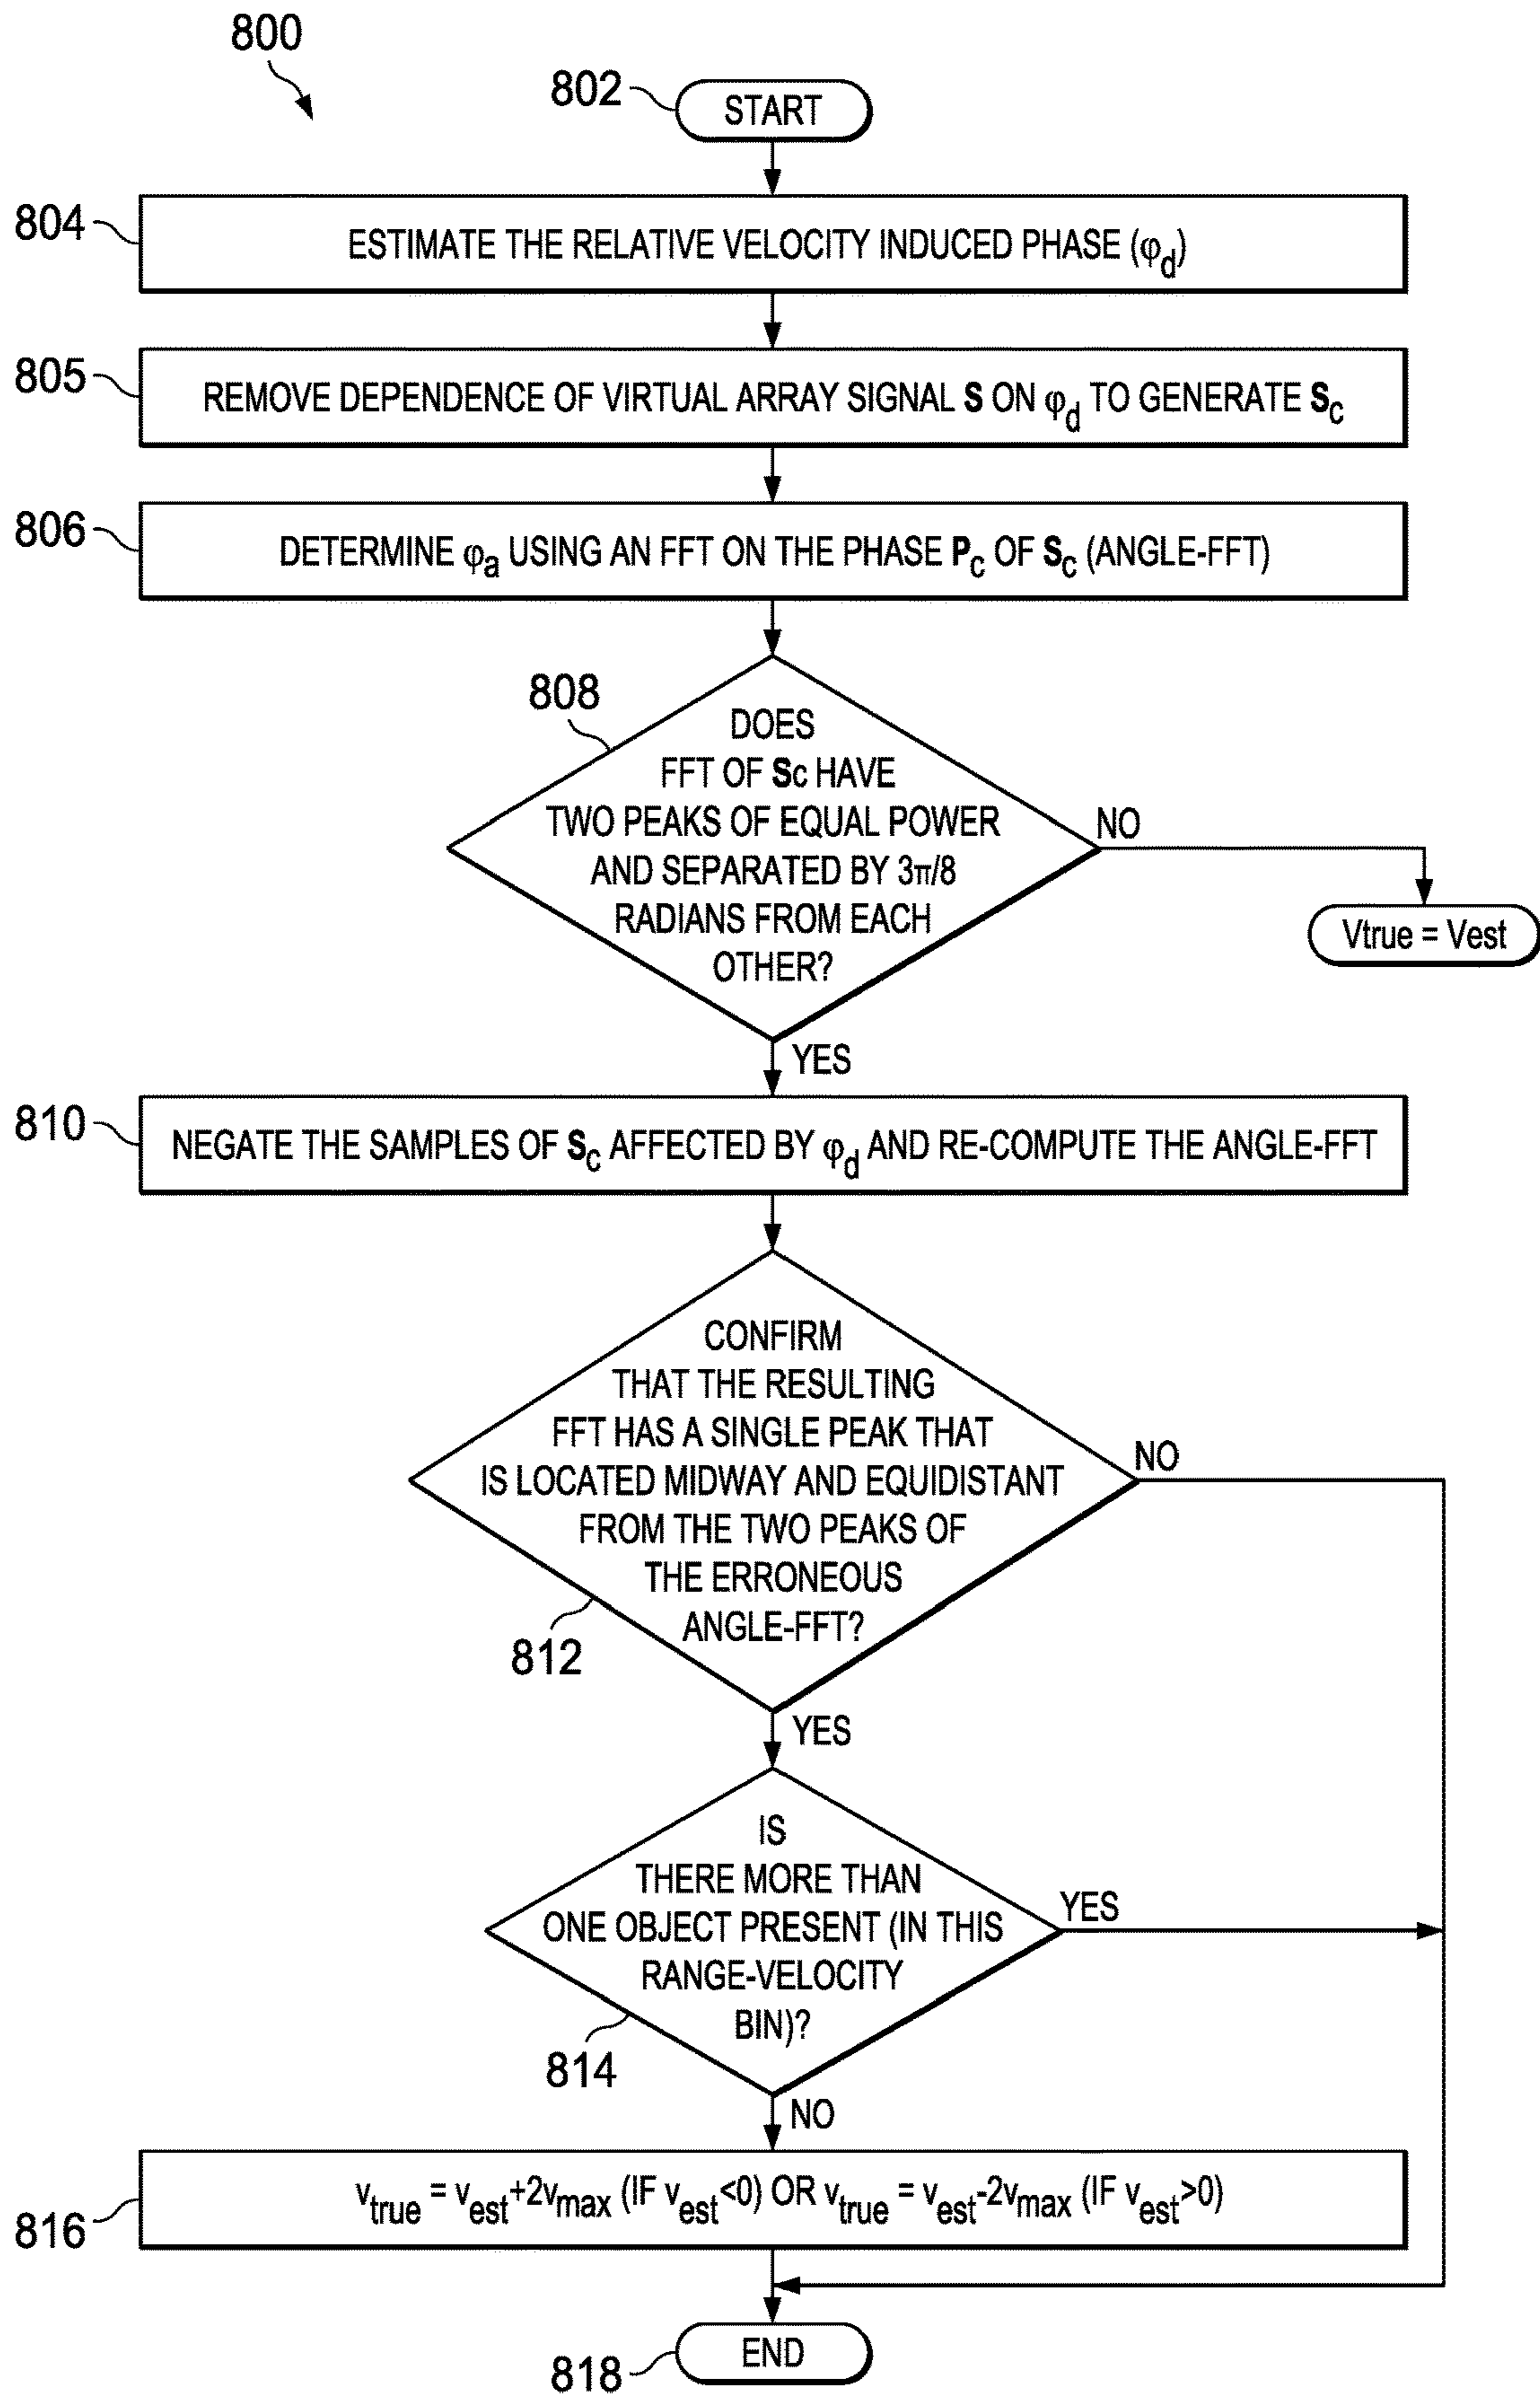 800
802
START
804
ESTIMATE THE RELATIVE VELOCITY INDUCED PHASE (φd)
805
REMOVE DEPENDENCE OF VIRTUAL ARRAY SIGNAL S ON φd TO GENERATE Sc
806
DETERMINE φa USING AN FFT ON THE PHASE Pc OF Sc (ANGLE-FFT)
808
DOES
FFT OF Sc HAVE
TWO PEAKS OF EQUAL POWER
AND SEPARATED BY 3π/8
RADIANS FROM EACH
OTHER?
NO
Vtrue = Vest
YES
810
NEGATE THE SAMPLES OF Sc AFFECTED BY φd AND RE-COMPUTE THE ANGLE-FFT
CONFIRM
THAT THE RESULTING
FFT HAS A SINGLE PEAK THAT
IS LOCATED MIDWAY AND EQUIDISTANT
FROM THE TWO PEAKS OF
THE ERRONEOUS
ANGLE-FFT?
NO
812
YES
IS
THERE MORE THAN
ONE OBJECT PRESENT (IN THIS
RANGE-VELOCITY
BIN)?
YES
814
NO
vtrue = vest+2vmax (IF vest<0) OR vtrue = vest-2vmax (IF vest>0)
816
END
818